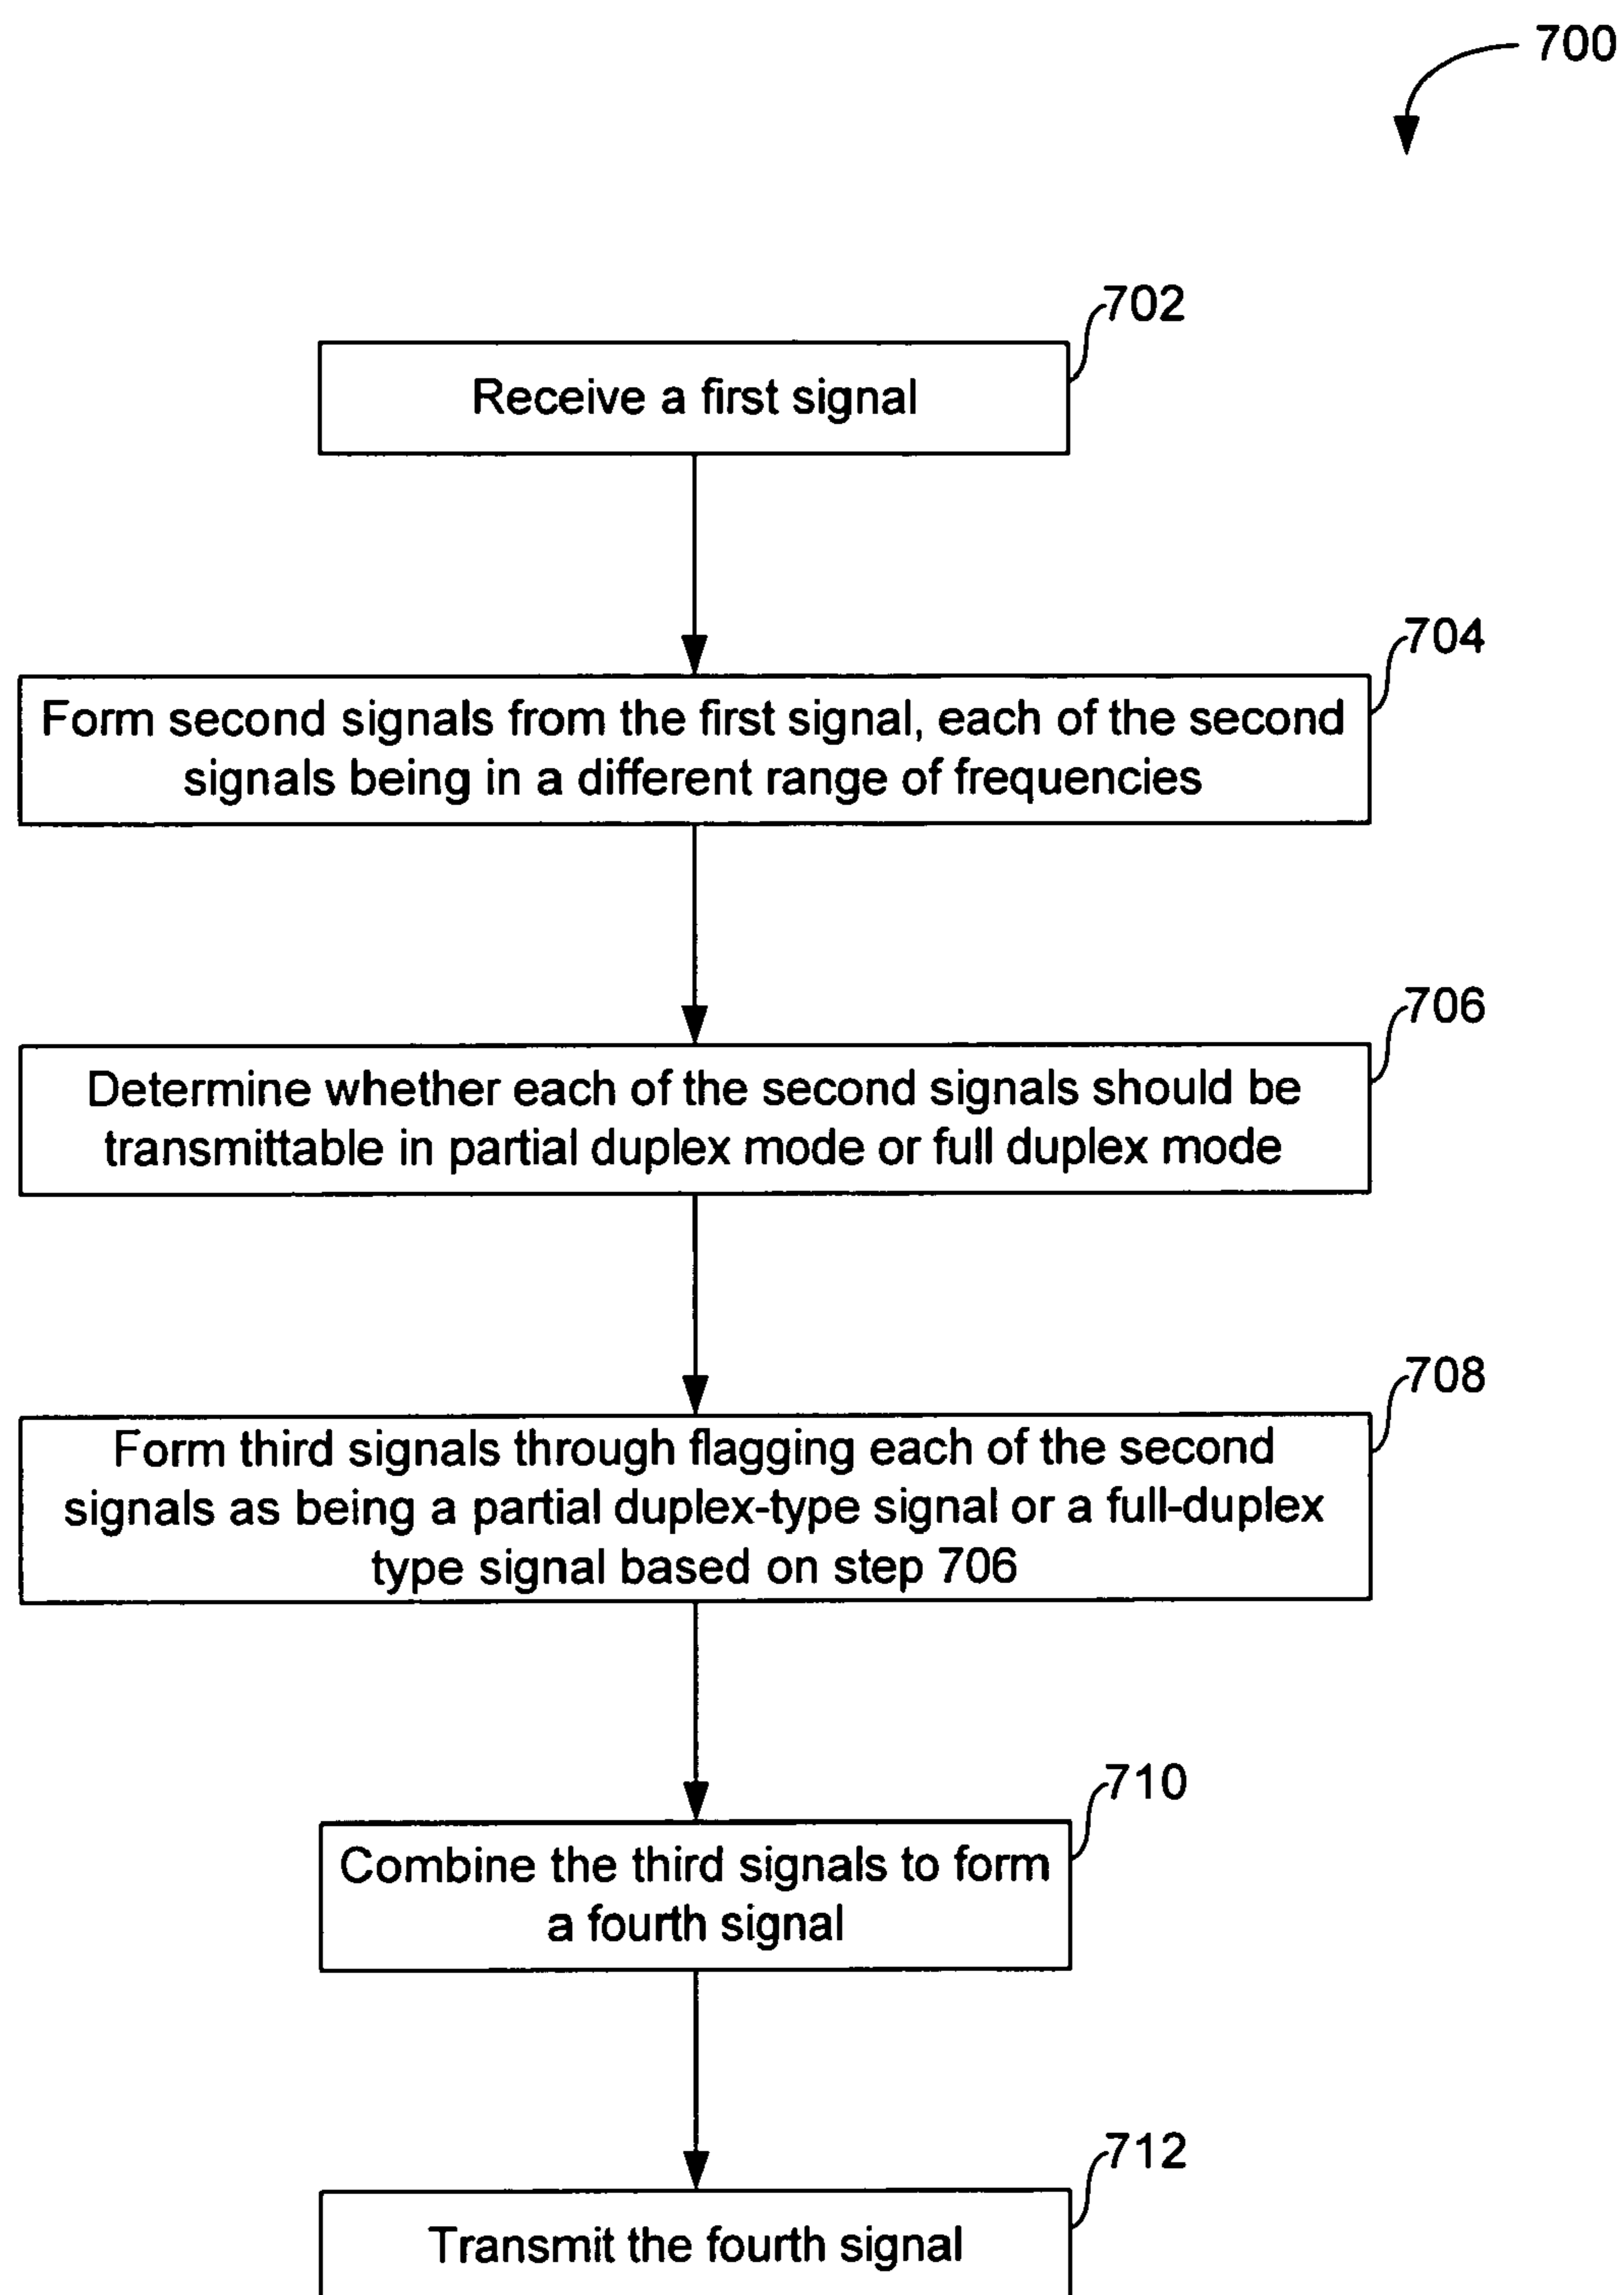 700
702
Receive a first signal
704
Form second signals from the first signal, each of the second
signals being in a different range of frequencies
706
Determine whether each of the second signals should be
transmittable in partial duplex mode or full duplex mode
708
Form third signals through flagging each of the second
signals as being a partial duplex-type signal or a full-duplex
type signal based on step 706
710
Combine the third signals to form
a fourth signal
712
Transmit the fourth signal